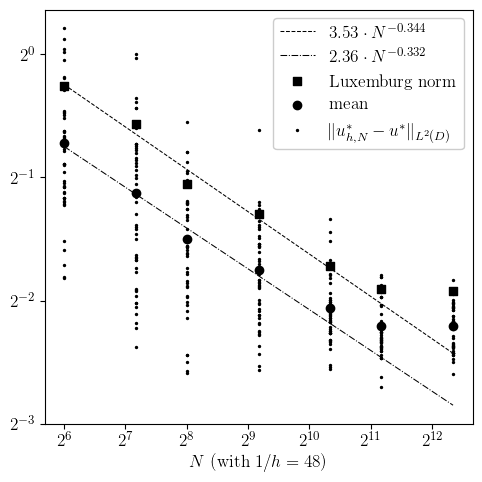 3.53 · N^{-0.344}
2.36 · N^{-0.332}
Luxemburg norm
mean
||u*_{h,N} − u*||_{L²(D)}
2^0
2^{-1}
2^{-2}
2^{-3}
2^6 2^7 2^8 2^9 2^{10} 2^{11} 2^{12}
N (with 1/h = 48)